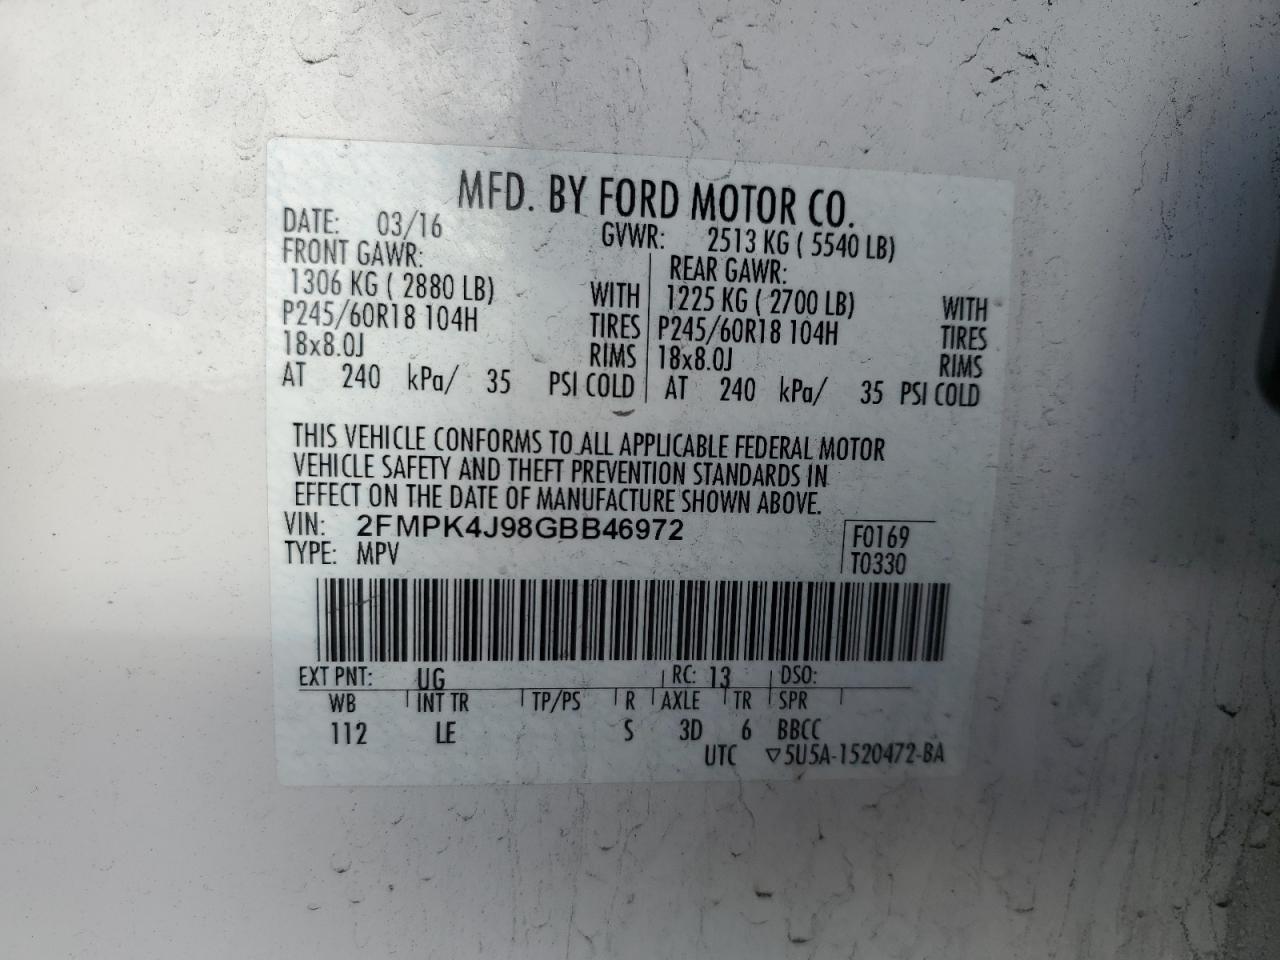 MFD. BY FORD MOTOR CO.
DATE: 03/16 GVWR: 2513 KG ( 5540 LB)
FRONT GAWR: REAR GAWR:
1306 KG ( 2880 LB) WITH 1225 KG ( 2700 LB) WITH
P245/60R18 104H TIRES P245/60R18 104H TIRES
18x8.0J RIMS 18x8.0J RIMS
AT 240 kPa/ 35 PSI COLD AT 240 kPa/ 35 PSI COLD
THIS VEHICLE CONFORMS TO ALL APPLICABLE FEDERAL MOTOR
VEHICLE SAFETY AND THEFT PREVENTION STANDARDS IN
EFFECT ON THE DATE OF MANUFACTURE SHOWN ABOVE.
VIN: 2FMPK4J98GBB46972 F0169
TYPE: MPV T0330
EXT PNT: UG RC: 13 DSO:
WB INT TR TP/PS R AXLE TR SPR
112 LE S 3D 6 BBCC
UTC ▽5U5A-1520472-BA